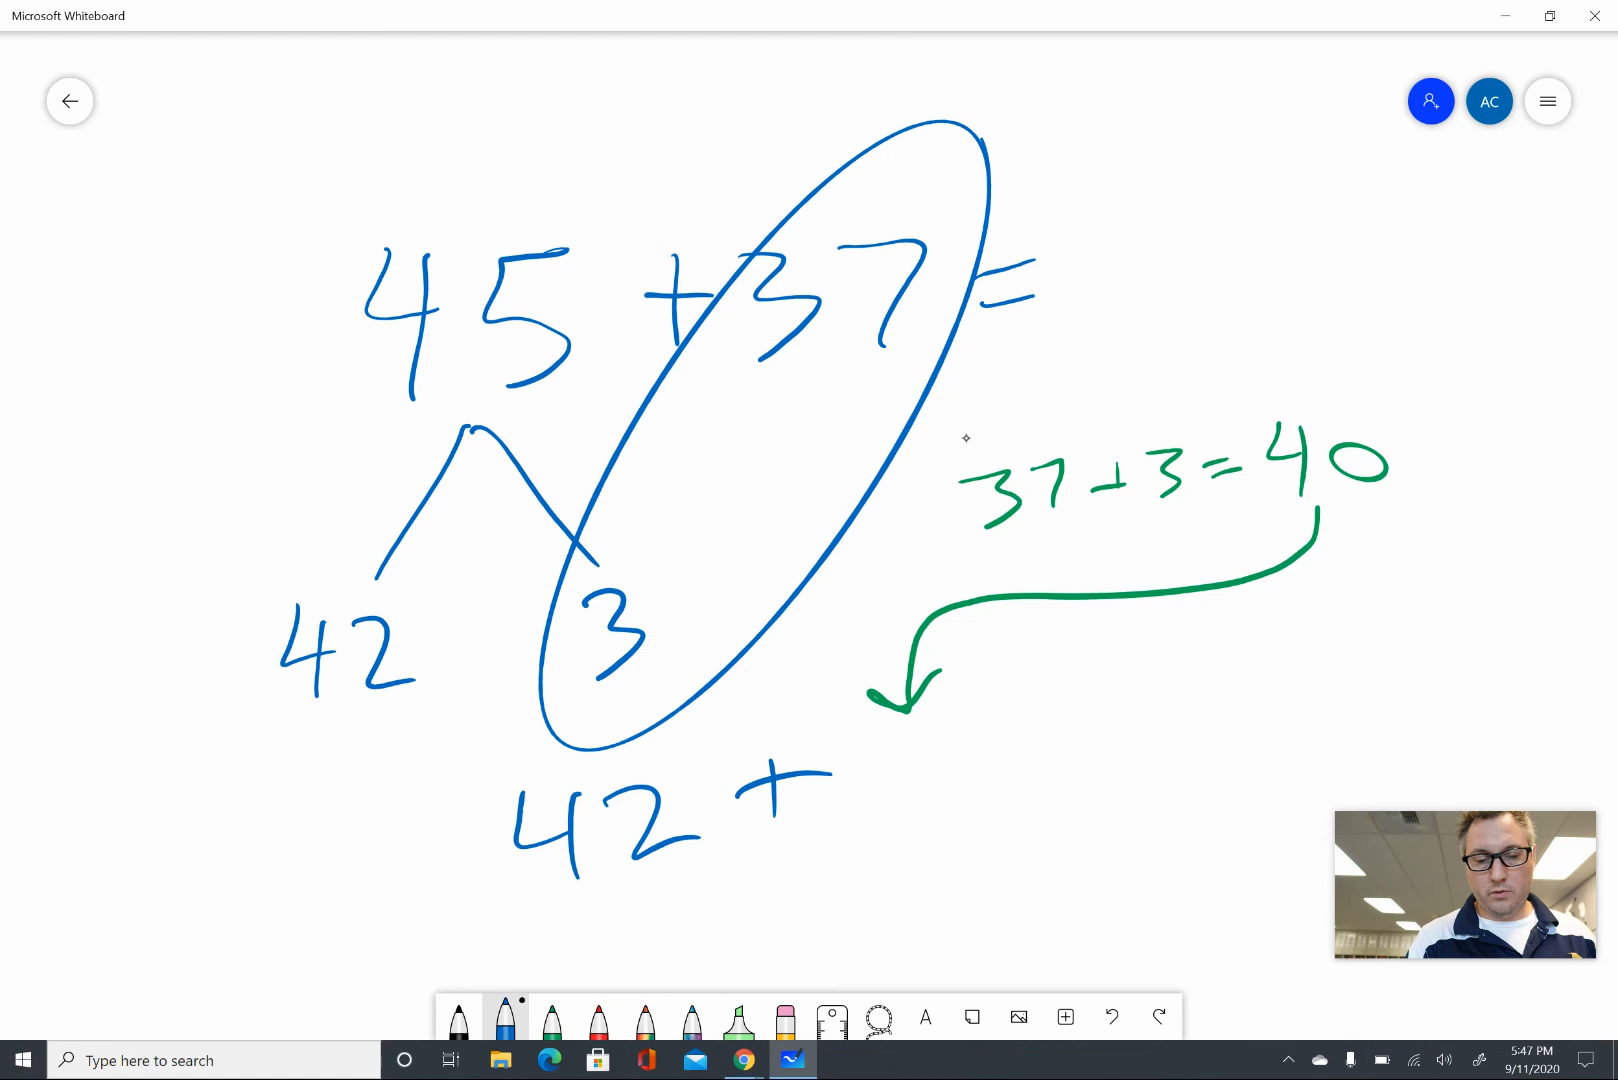 Microsoft Whiteboard
AC
45 + 37 =
37 + 3 = 40
42 3
42 +
A
Type here to search
5:47 PM
9/11/2020